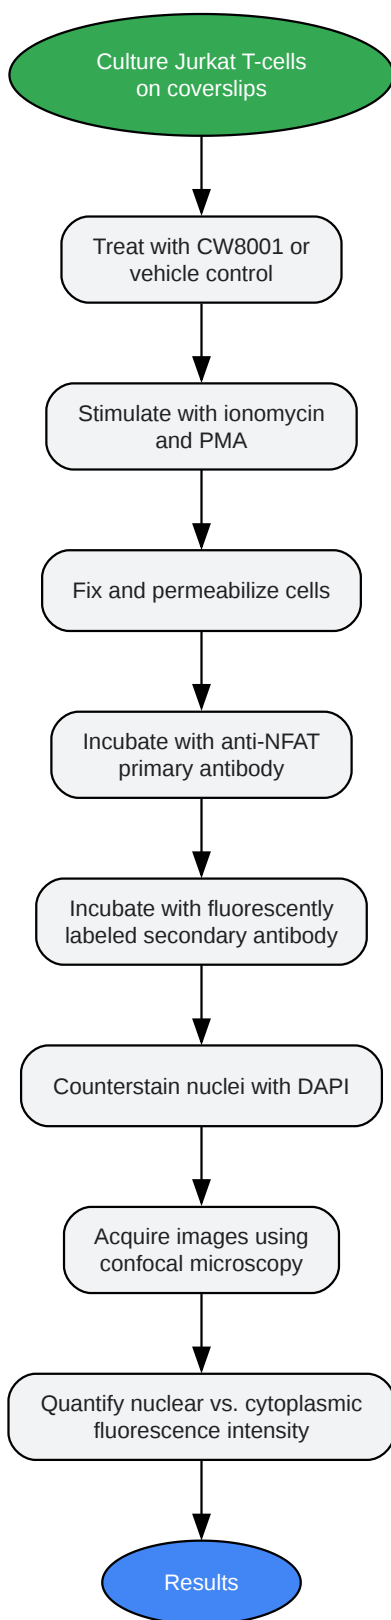 Culture Jurkat T-cells
on coverslips
Treat with CW8001 or
vehicle control
Stimulate with ionomycin
and PMA
Fix and permeabilize cells
Incubate with anti-NFAT
primary antibody
Incubate with fluorescently
labeled secondary antibody
Counterstain nuclei with DAPI
Acquire images using
confocal microscopy
Quantify nuclear vs. cytoplasmic
fluorescence intensity
Results